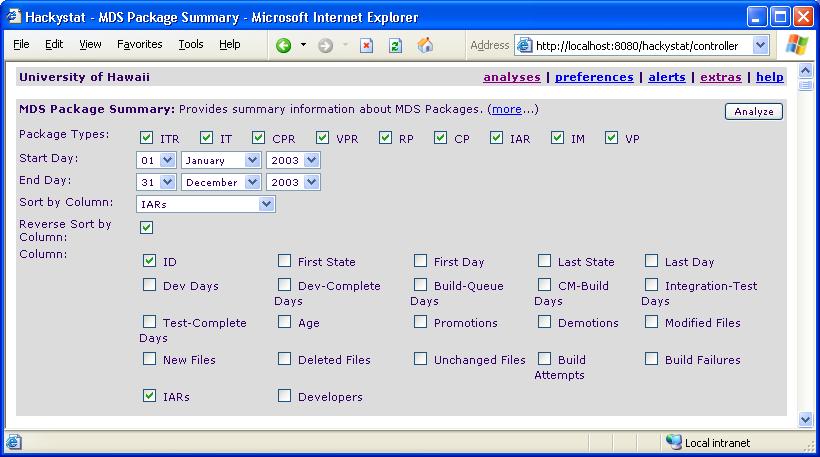 Hackystat - MDS Package Summary - Microsoft Internet Explorer
File Edit View Favorites Tools Help Address http://localhost:8080/hackystat/controller
University of Hawaii analyses | preferences | alerts | extras | help
MDS Package Summary: Provides summary information about MDS Packages. (more...) Analyze
Package Types: ITR IT CPR VPR RP CP IAR IM VP
Start Day: 01 January 2003
End Day: 31 December 2003
Sort by Column: IARs
Reverse Sort by
Column:
Column:
ID First State First Day Last State Last Day
Dev Days Dev-Complete Build-Queue CM-Build Integration-Test
Days Days Days Days
Test-Complete Age Promotions Demotions Modified Files
Days
New Files Deleted Files Unchanged Files Build Build Failures
Attempts
IARs Developers
Local intranet